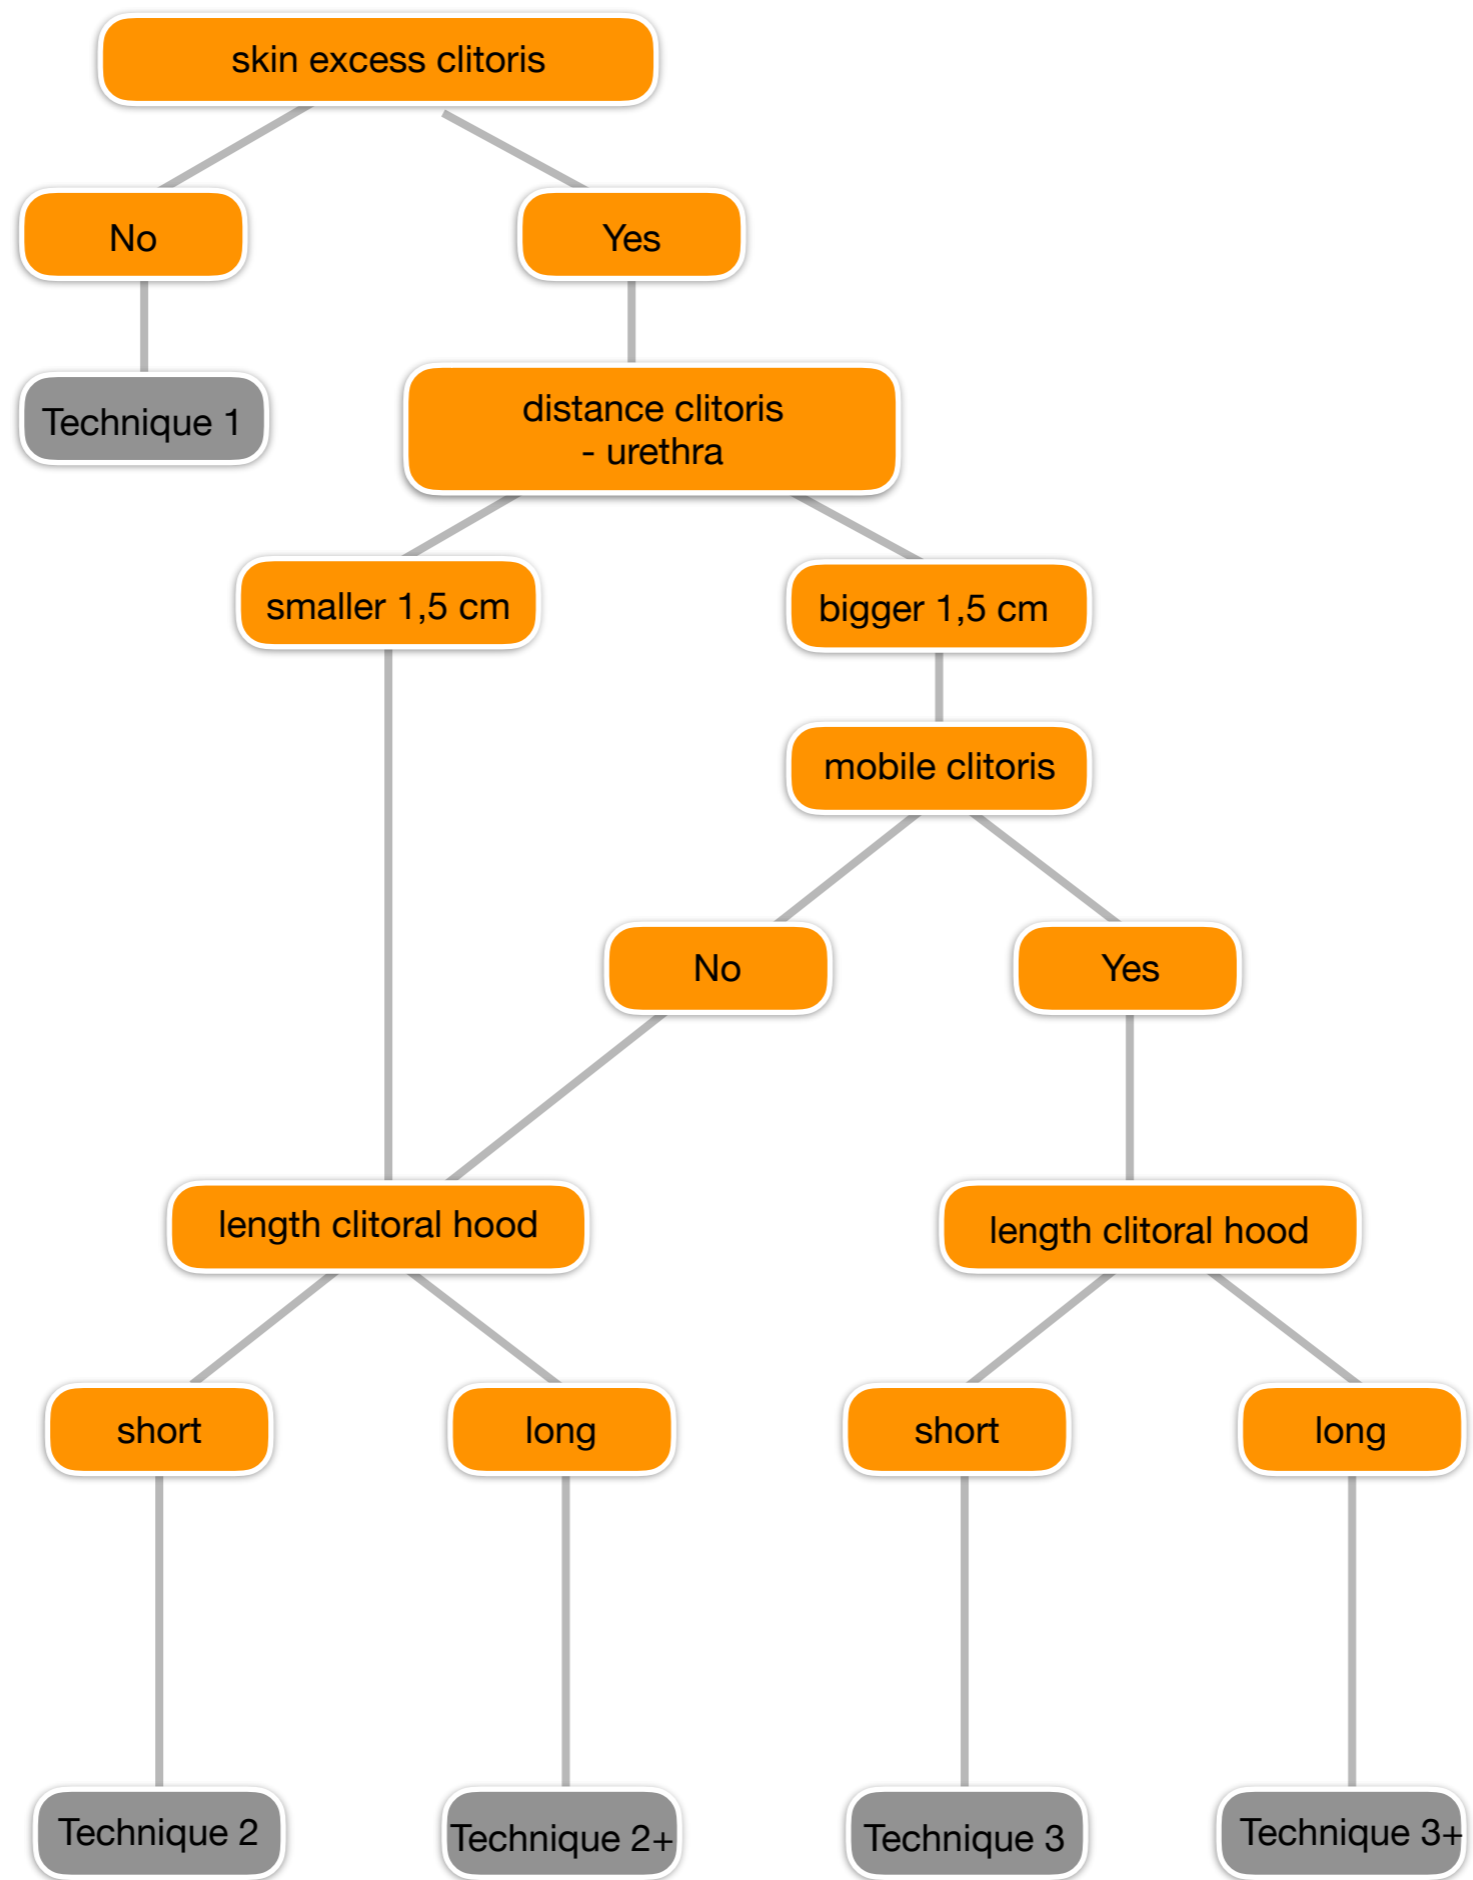 skin excess clitoris
No
Yes
Technique 1
distance clitoris
- urethra
smaller 1,5 cm
bigger 1,5 cm
mobile clitoris
No
Yes
length clitoral hood
length clitoral hood
short
long
short
long
Technique 2
Technique 2+
Technique 3
Technique 3+